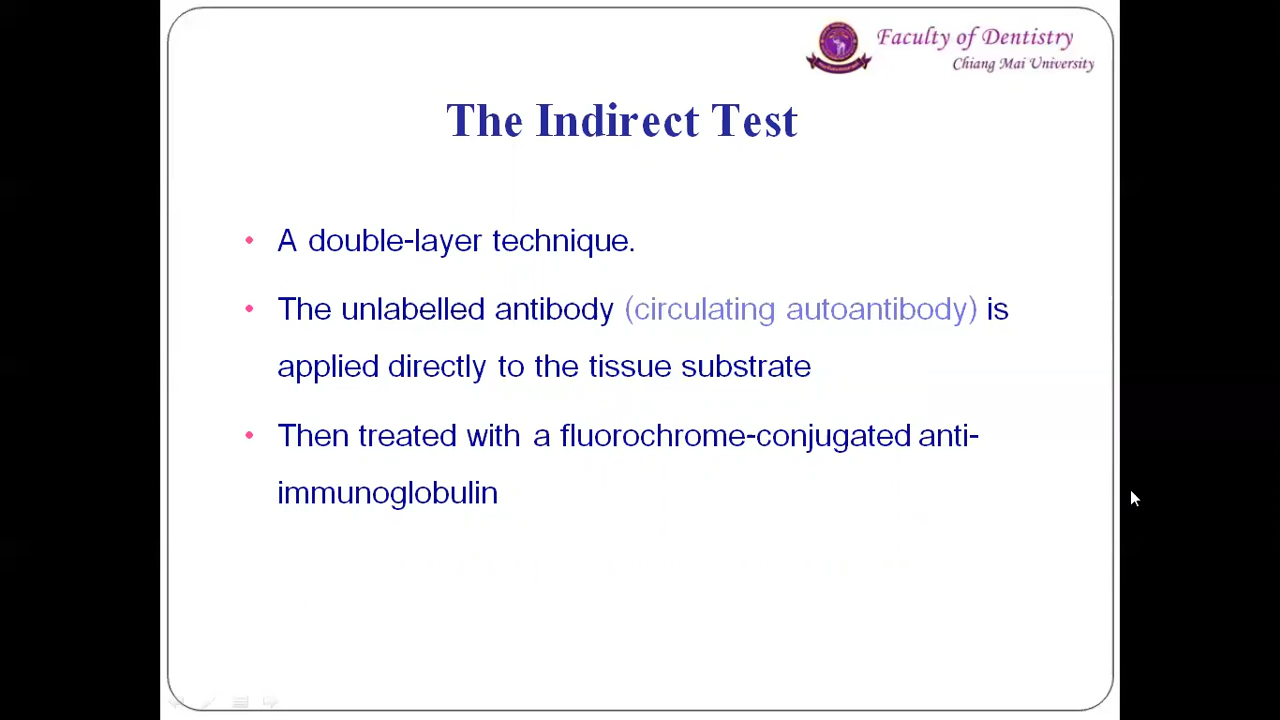 Faculty of Dentistry
Chiang Mai University
The Indirect Test
• A double-layer technique.
• The unlabelled antibody (circulating autoantibody) is
applied directly to the tissue substrate
• Then treated with a fluorochrome-conjugated anti-
immunoglobulin